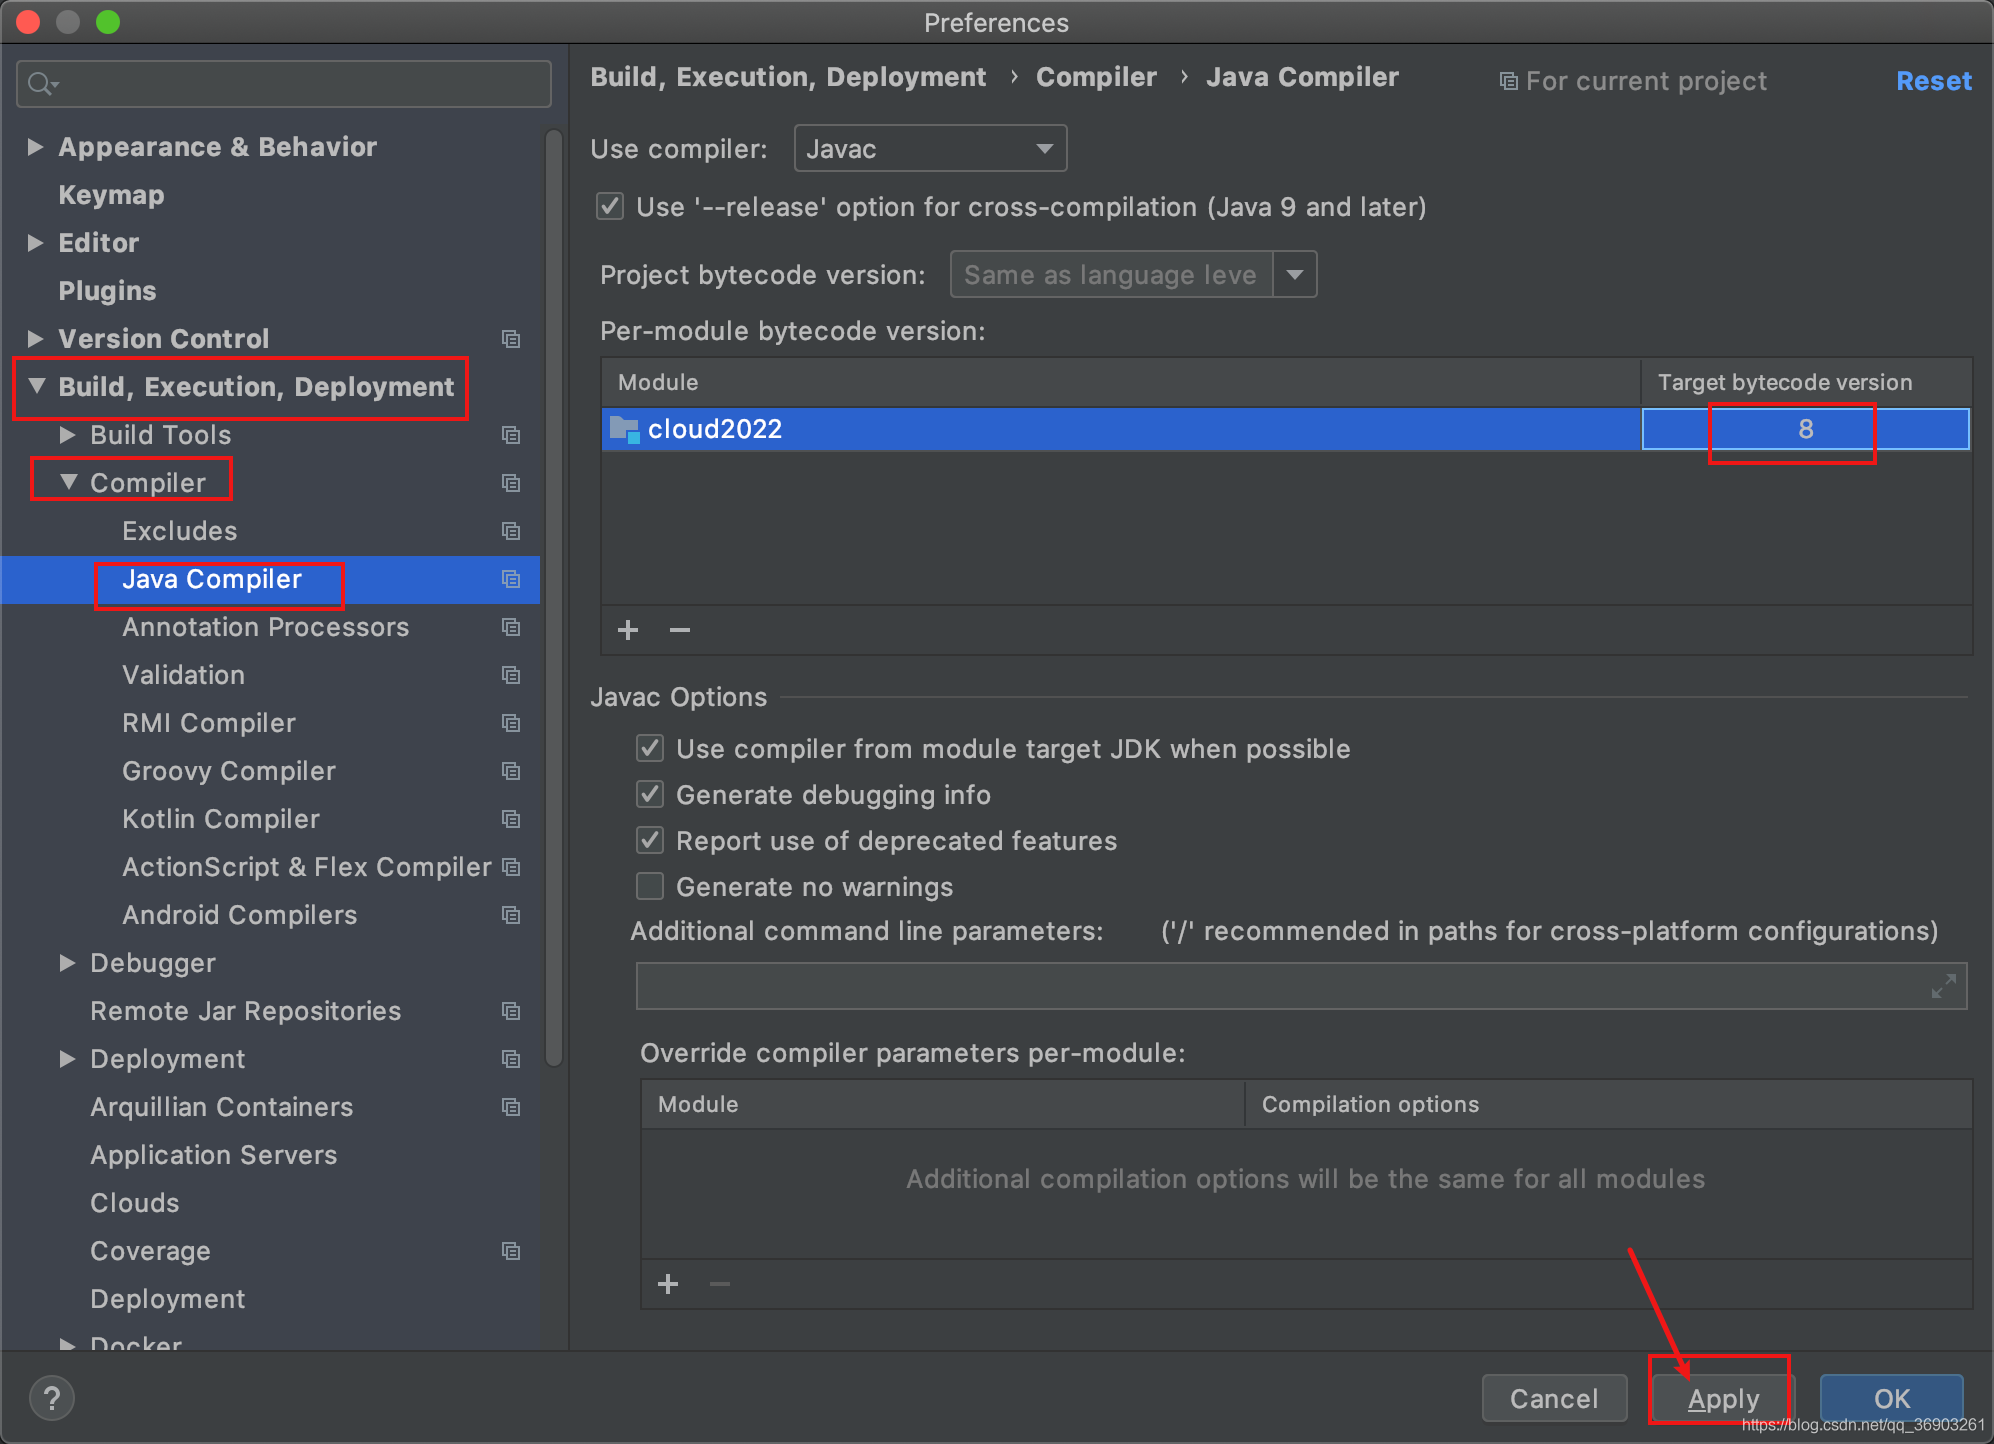 Preferences
Appearance & Behavior
Keymap
Editor
Plugins
Version Control
Build, Execution, Deployment
Build Tools
Compiler
Excludes
Java Compiler
Annotation Processors
Validation
RMI Compiler
Groovy Compiler
Kotlin Compiler
ActionScript & Flex Compiler
Android Compilers
Debugger
Remote Jar Repositories
Deployment
Arquillian Containers
Application Servers
Clouds
Coverage
Deployment
Docker
Build, Execution, Deployment › Compiler › Java Compiler
For current project
Reset
Use compiler: Javac
Use '--release' option for cross-compilation (Java 9 and later)
Project bytecode version: Same as language leve
Per-module bytecode version:
Module Target bytecode version
cloud2022 8
Javac Options
Use compiler from module target JDK when possible
Generate debugging info
Report use of deprecated features
Generate no warnings
Additional command line parameters: ('/' recommended in paths for cross-platform configurations)
Override compiler parameters per-module:
Module Compilation options
Additional compilation options will be the same for all modules
? Cancel Apply OK
https://blog.csdn.net/qq_36903261